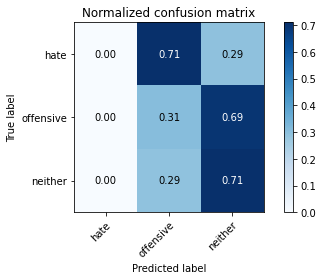 Normalized confusion matrix
True label
hate
0.00 0.71 0.29
offensive
0.00 0.31 0.69
neither
0.00 0.29 0.71
hate
offensive
neither
Predicted label
0.7
0.6
0.5
0.4
0.3
0.2
0.1
0.0